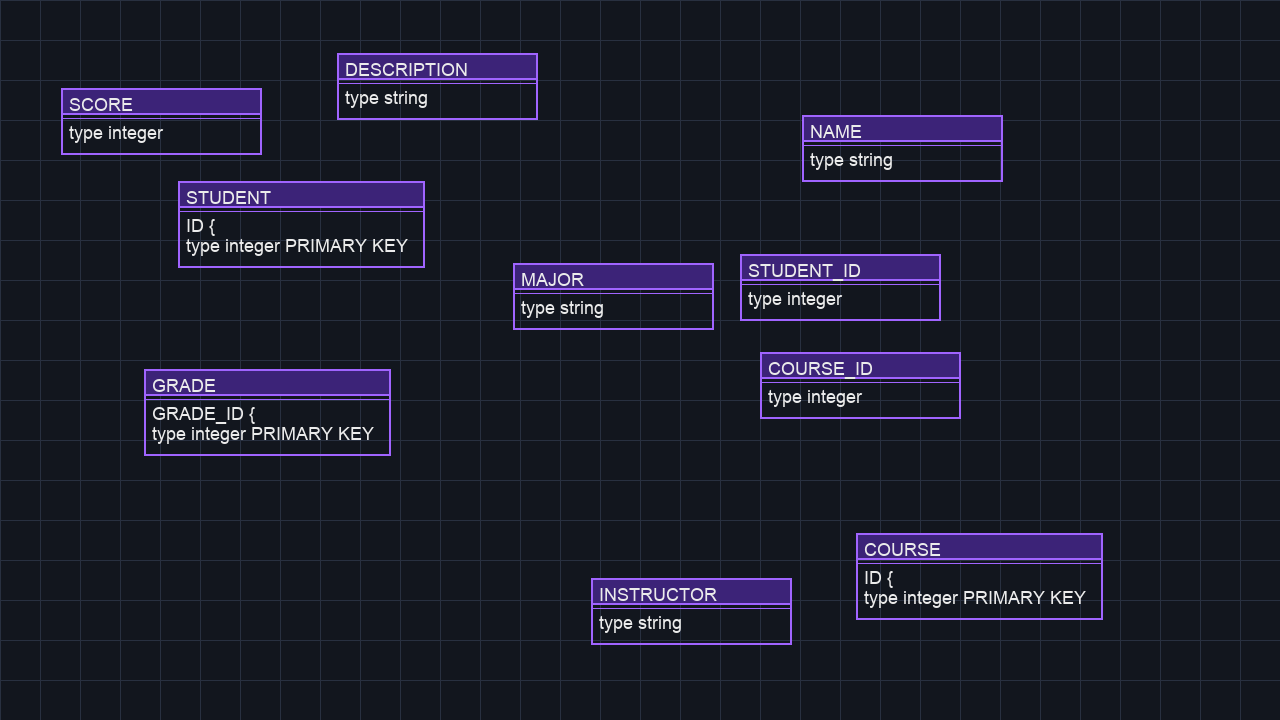 DESCRIPTION
type string
SCORE
type integer
NAME
type string
STUDENT
ID {
type integer PRIMARY KEY
MAJOR
type string
STUDENT_ID
type integer
COURSE_ID
type integer
GRADE
GRADE_ID {
type integer PRIMARY KEY
COURSE
ID {
type integer PRIMARY KEY
INSTRUCTOR
type string